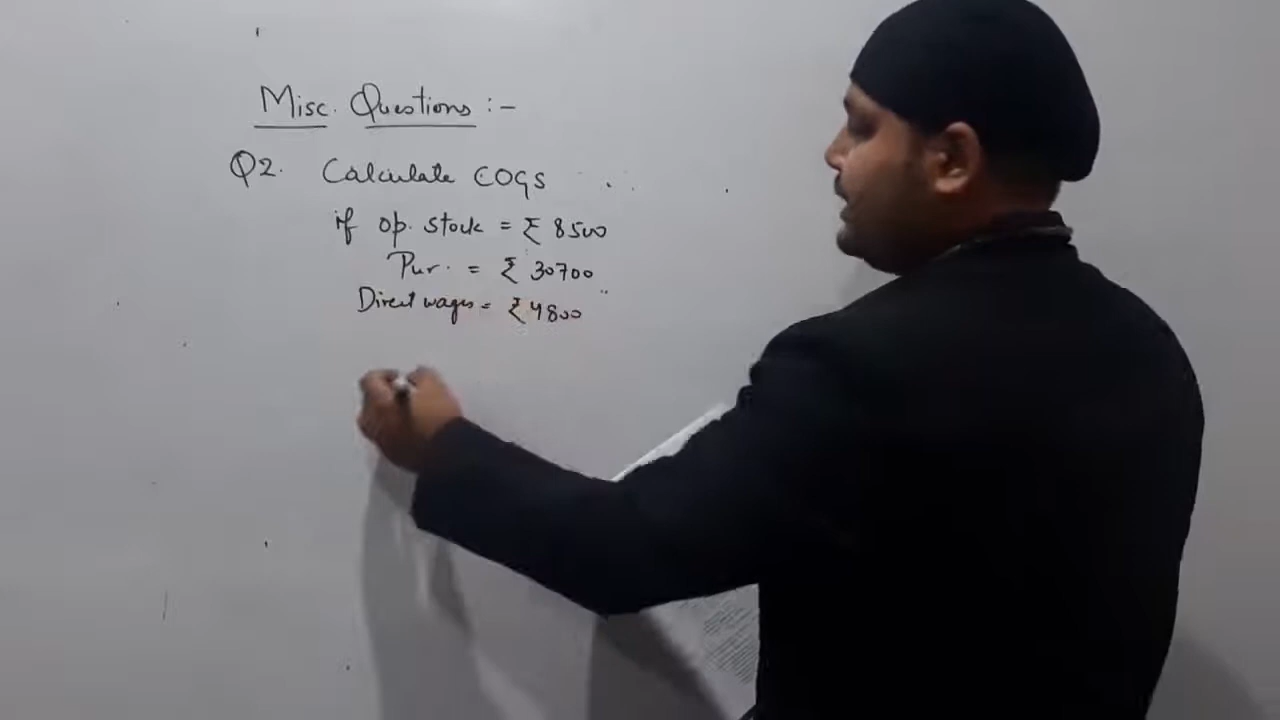 Misc. Questions :-
Q2. Calculate COGS
if op. stock = ₹ 8500
Pur. = ₹ 30700
Direct wages = ₹ 4800